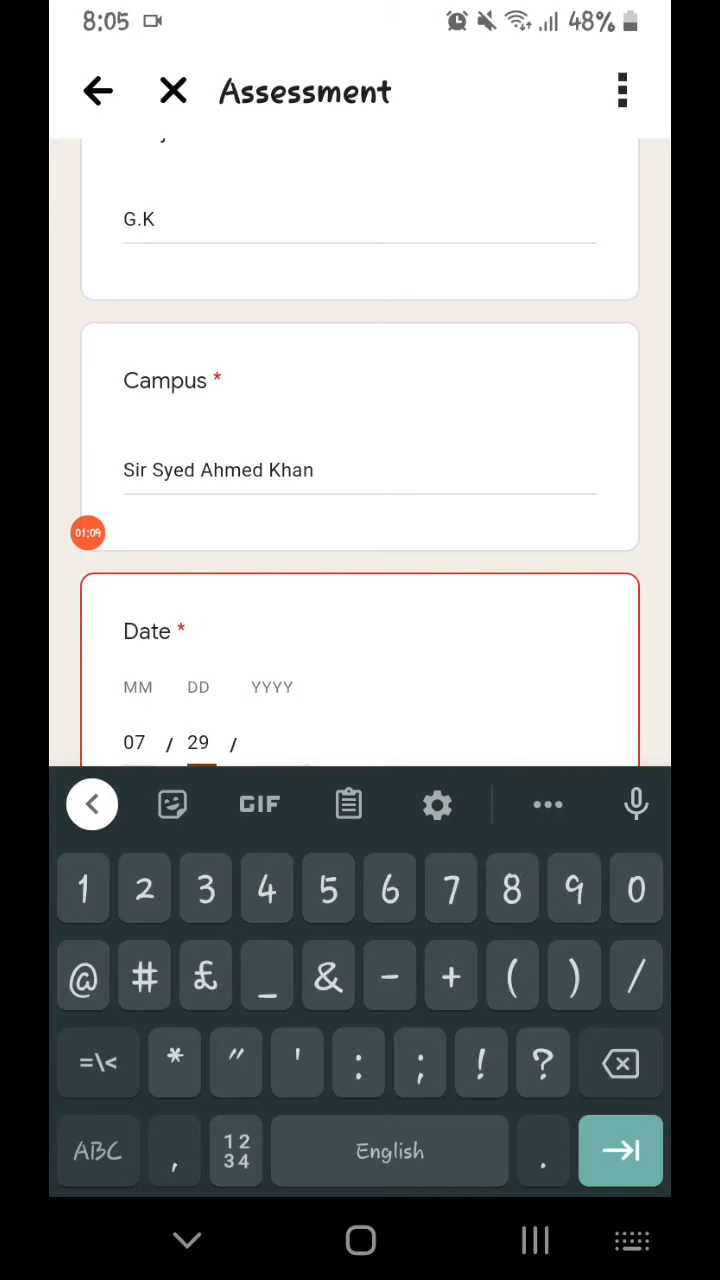 8:05 48%
Assessment
G.K
Campus *
Sir Syed Ahmed Khan
01:09
Date *
MM DD YYYY
07 / 29 /
GIF
1 2 3 4 5 6 7 8 9 0
@ # £ _ & - + ( ) /
=\< * " ' : ; ! ?
ABC , 12 34 English .